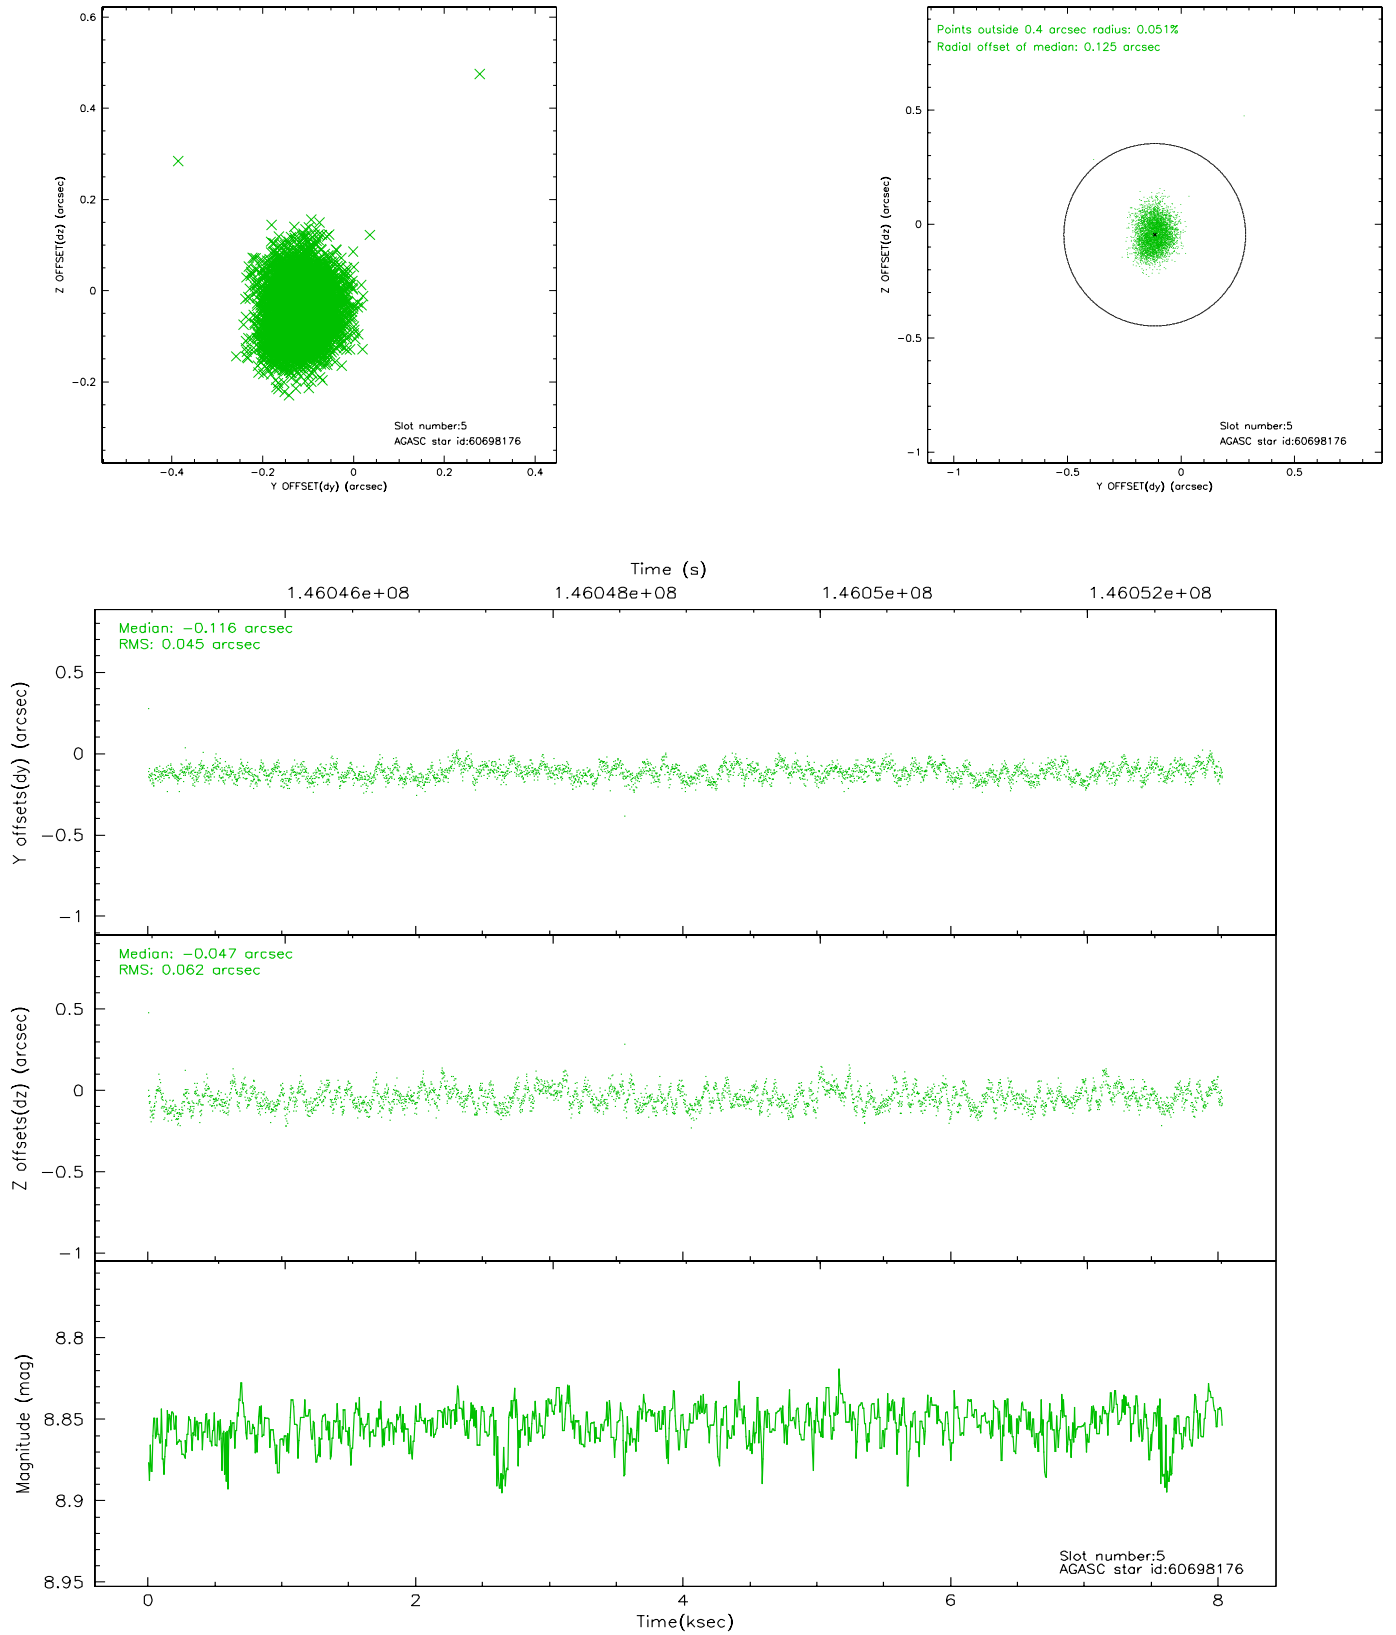 0.6
0.4
0.2
0
-0.2
Z OFFSET(dz) (arcsec)
-0.4
-0.2
0
0.2
0.4
Y OFFSET(dy) (arcsec)
Slot number:5
AGASC star id:60698176
Points outside 0.4 arcsec radius: 0.051%
Radial offset of median: 0.125 arcsec
0.5
0
-0.5
-1
Z OFFSET(dz) (arcsec)
-1
-0.5
0
0.5
Y OFFSET(dy) (arcsec)
Slot number:5
AGASC star id:60698176
Time (s)
1.46046e+08
1.46048e+08
1.4605e+08
1.46052e+08
Median: -0.116 arcsec
RMS: 0.045 arcsec
0.5
0
-0.5
-1
Y offsets(dy) (arcsec)
Median: -0.047 arcsec
RMS: 0.062 arcsec
0.5
0
-0.5
-1
Z offsets(dz) (arcsec)
8.8
8.85
8.9
8.95
Magnitude (mag)
Slot number:5
AGASC star id:60698176
0
2
4
6
8
Time(ksec)